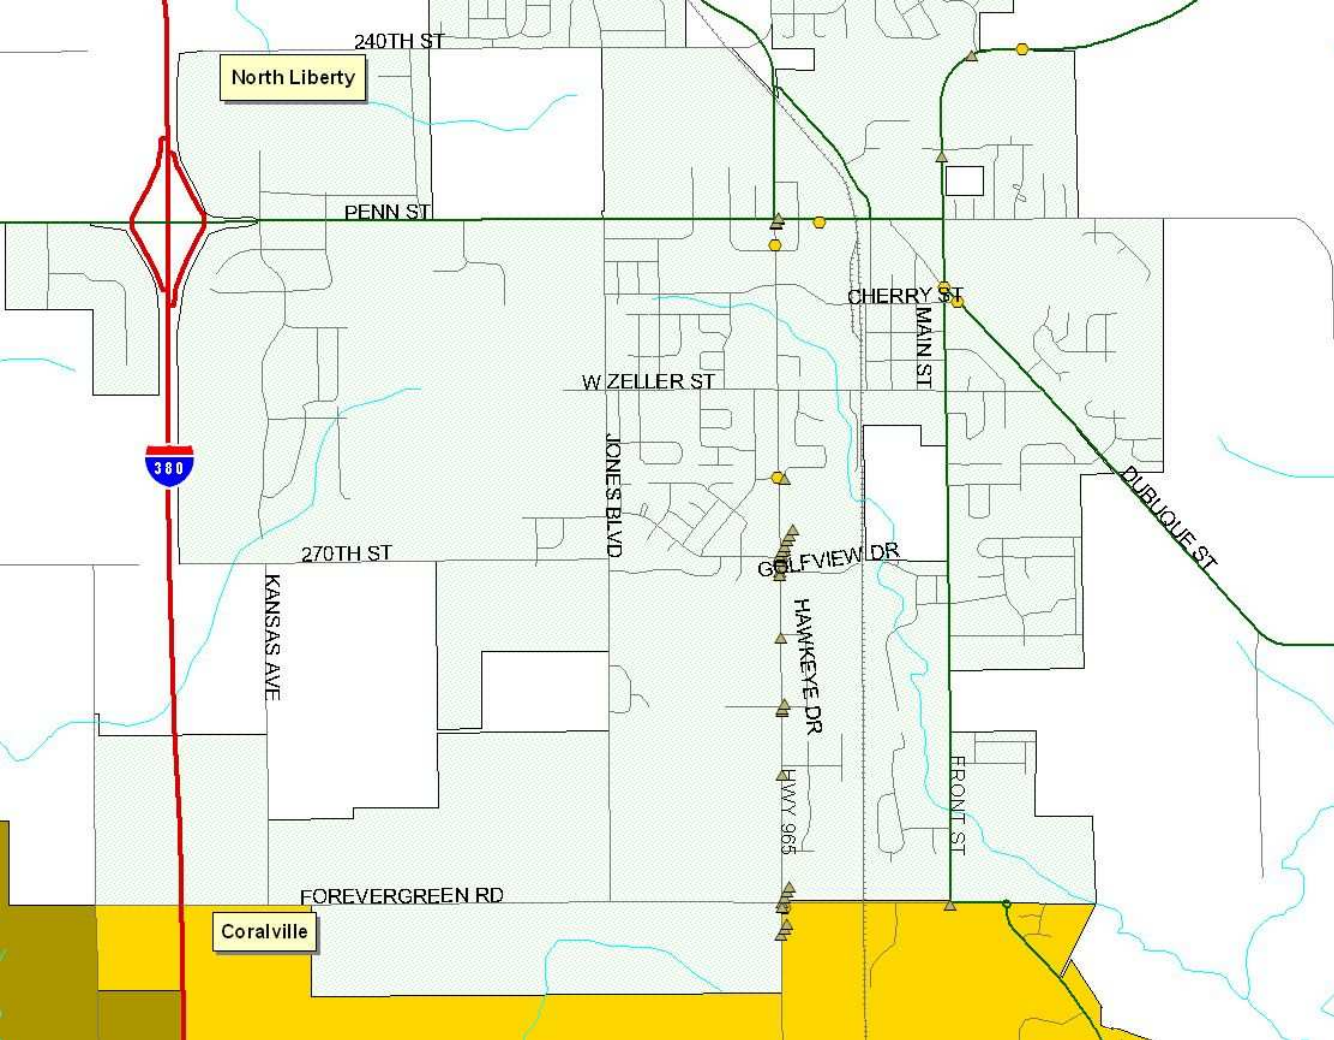 240TH ST
North Liberty
PENN ST
CHERRY ST
MAIN ST
W ZELLER ST
380
JONES BLVD
DUBUQUE ST
270TH ST
GOLFVIEW DR
KANSAS AVE
HAWKEYE DR
HWY 965
FRONT ST
FOREVERGREEN RD
Coralville